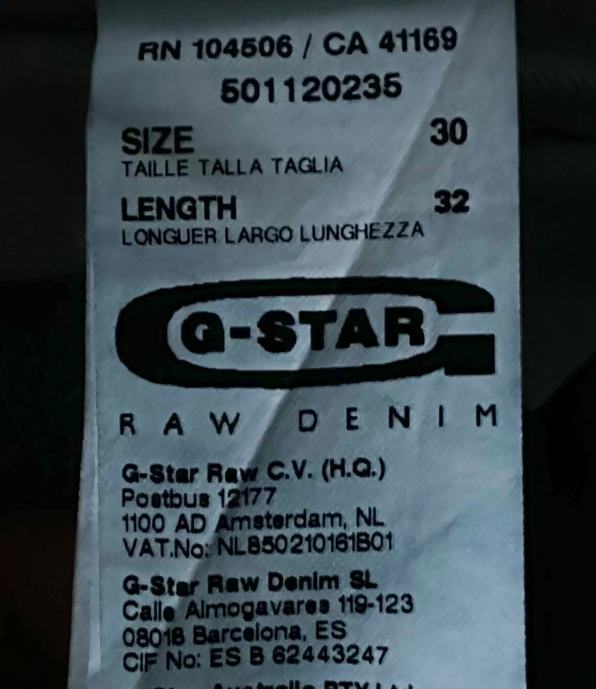 RN 104506 / CA 41169
501120235
SIZE 30
TAILLE TALLA TAGLIA
LENGTH 32
LONGUER LARGO LUNGHEZZA
G-STAR
RAW DENIM
G-Star Raw C.V. (H.Q.)
Postbus 12177
1100 AD Amsterdam, NL
VAT.No: NL850210161B01
G-Star Raw Denim SL
Calle Almogavares 119-123
08018 Barcelona, ES
CIF No: ES B 62443247